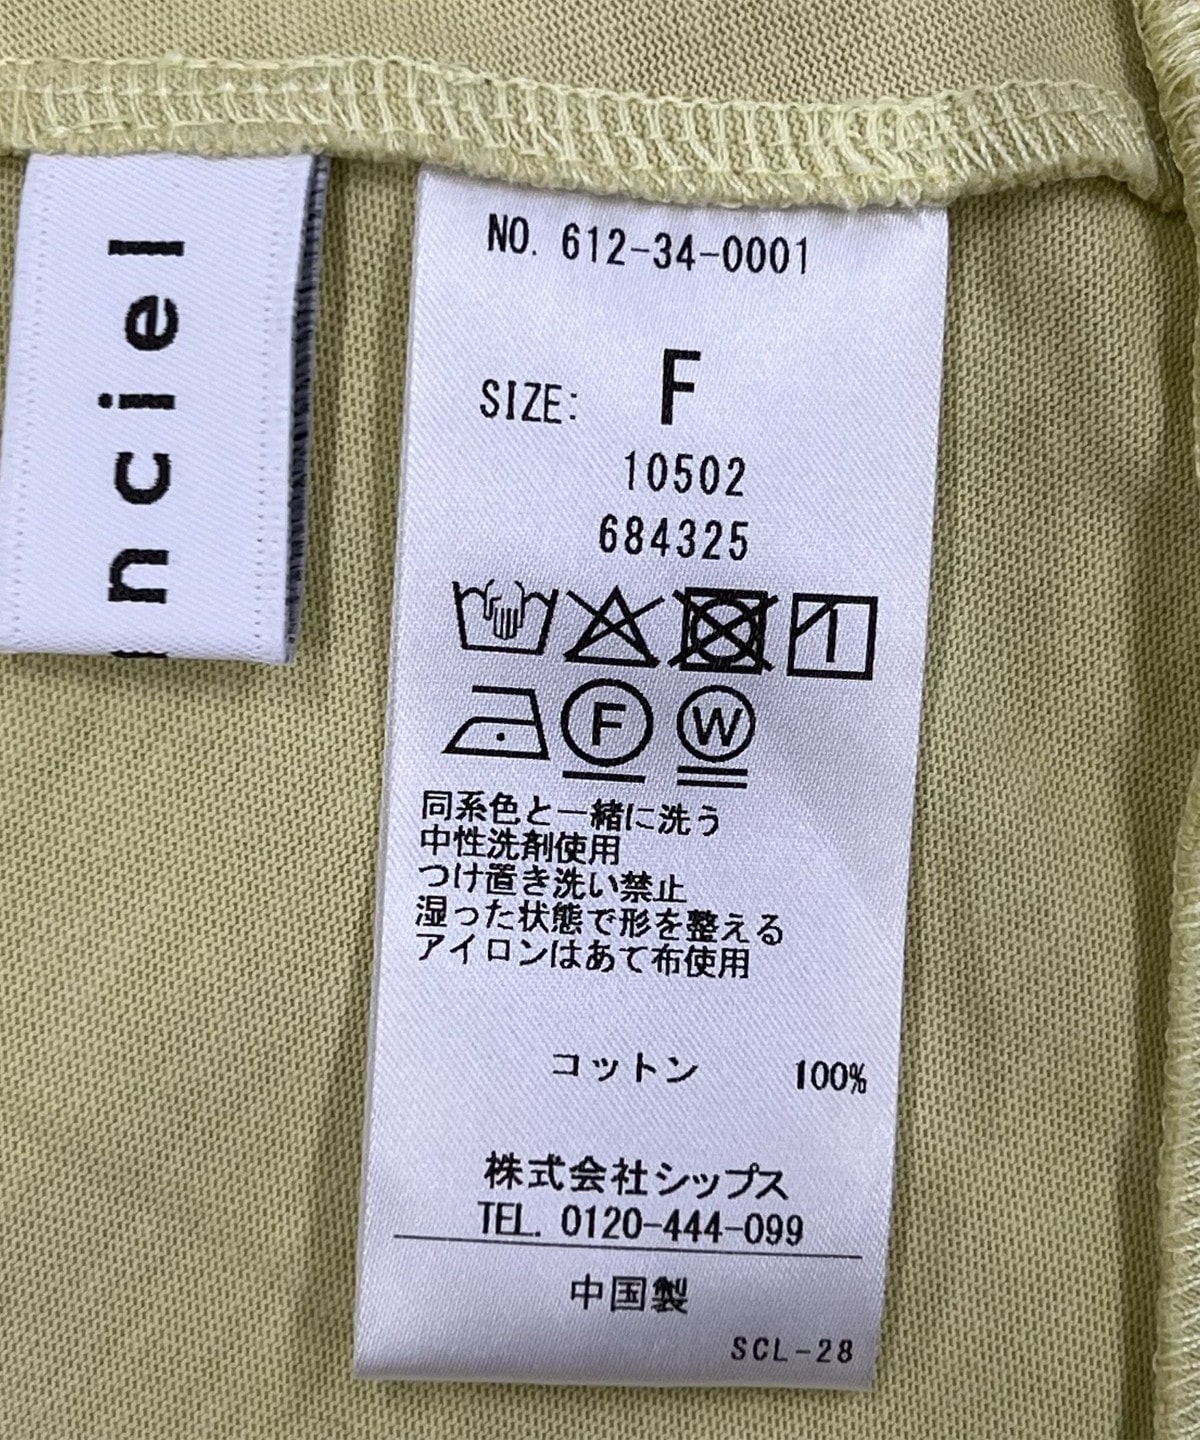 nciel
NO. 612-34-0001
SIZE: F
10502
684325
F W
同系色と一緒に洗う
中性洗剤使用
つけ置き洗い禁止
湿った状態で形を整える
アイロンはあて布使用
コットン 100%
株式会社シップス
TEL. 0120-444-099
中国製
SCL-28